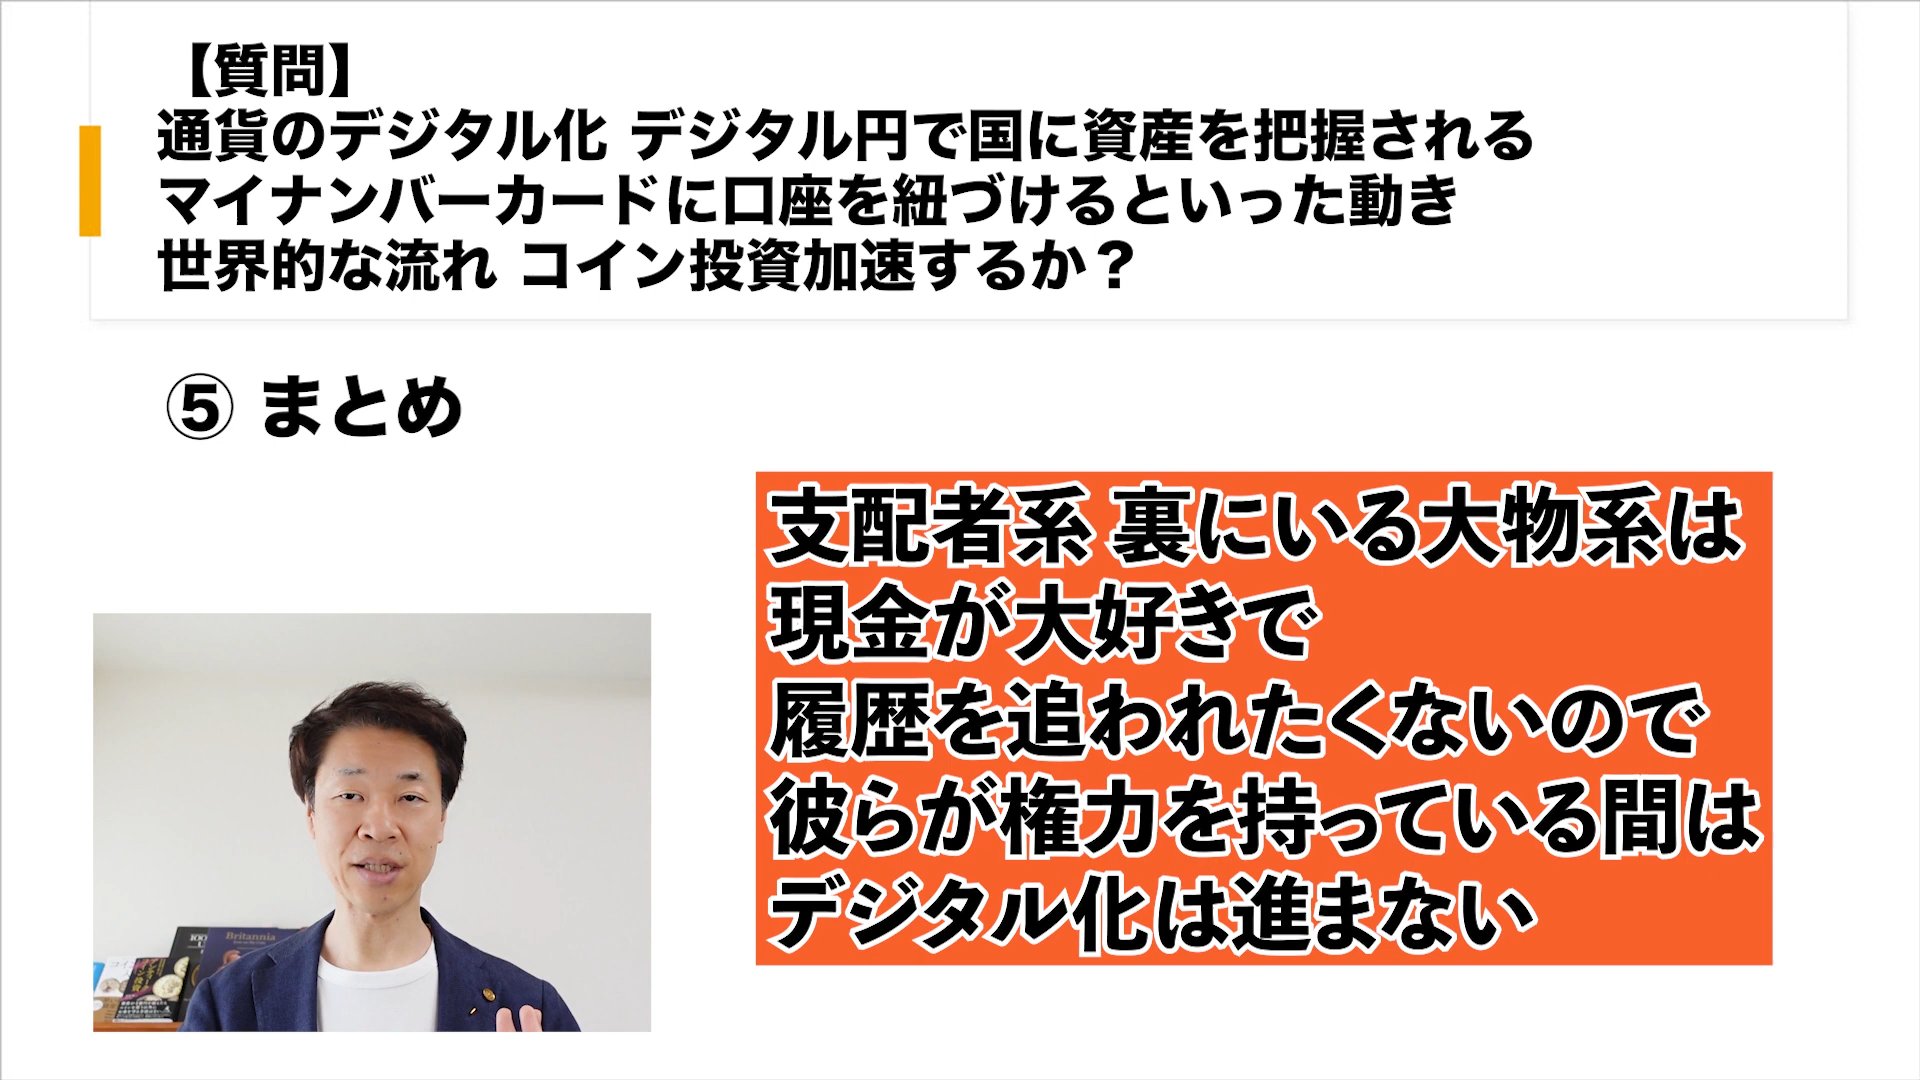 【質問】
通貨のデジタル化 デジタル円で国に資産を把握される
マイナンバーカードに口座を紐づけるといった動き
世界的な流れ コイン投資加速するか？
⑤ まとめ
支配者系 裏にいる大物系は
現金が大好きで
履歴を追われたくないので
彼らが権力を持っている間は
デジタル化は進まない
Britannia